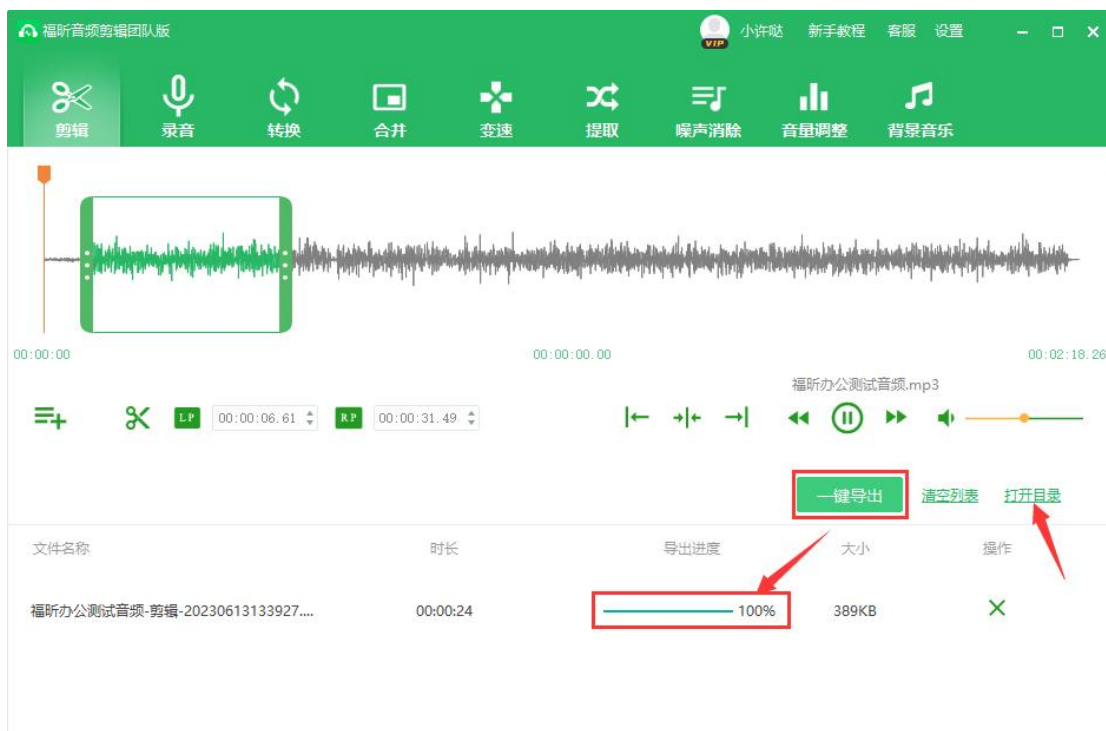 福昕音频剪辑团队版
VIP 小许哒 新手教程 客服 设置
剪辑 录音 转换 合并 变速 提取 噪声消除 音量调整 背景音乐
00:00:00 00:00:00.00 00:02:18.26
福昕办公测试音频.mp3
LP 00:00:06.61 RP 00:00:31.49
一键导出 清空列表 打开目录
文件名称 时长 导出进度 大小 操作
福昕办公测试音频-剪辑-20230613133927.... 00:00:24 100% 389KB